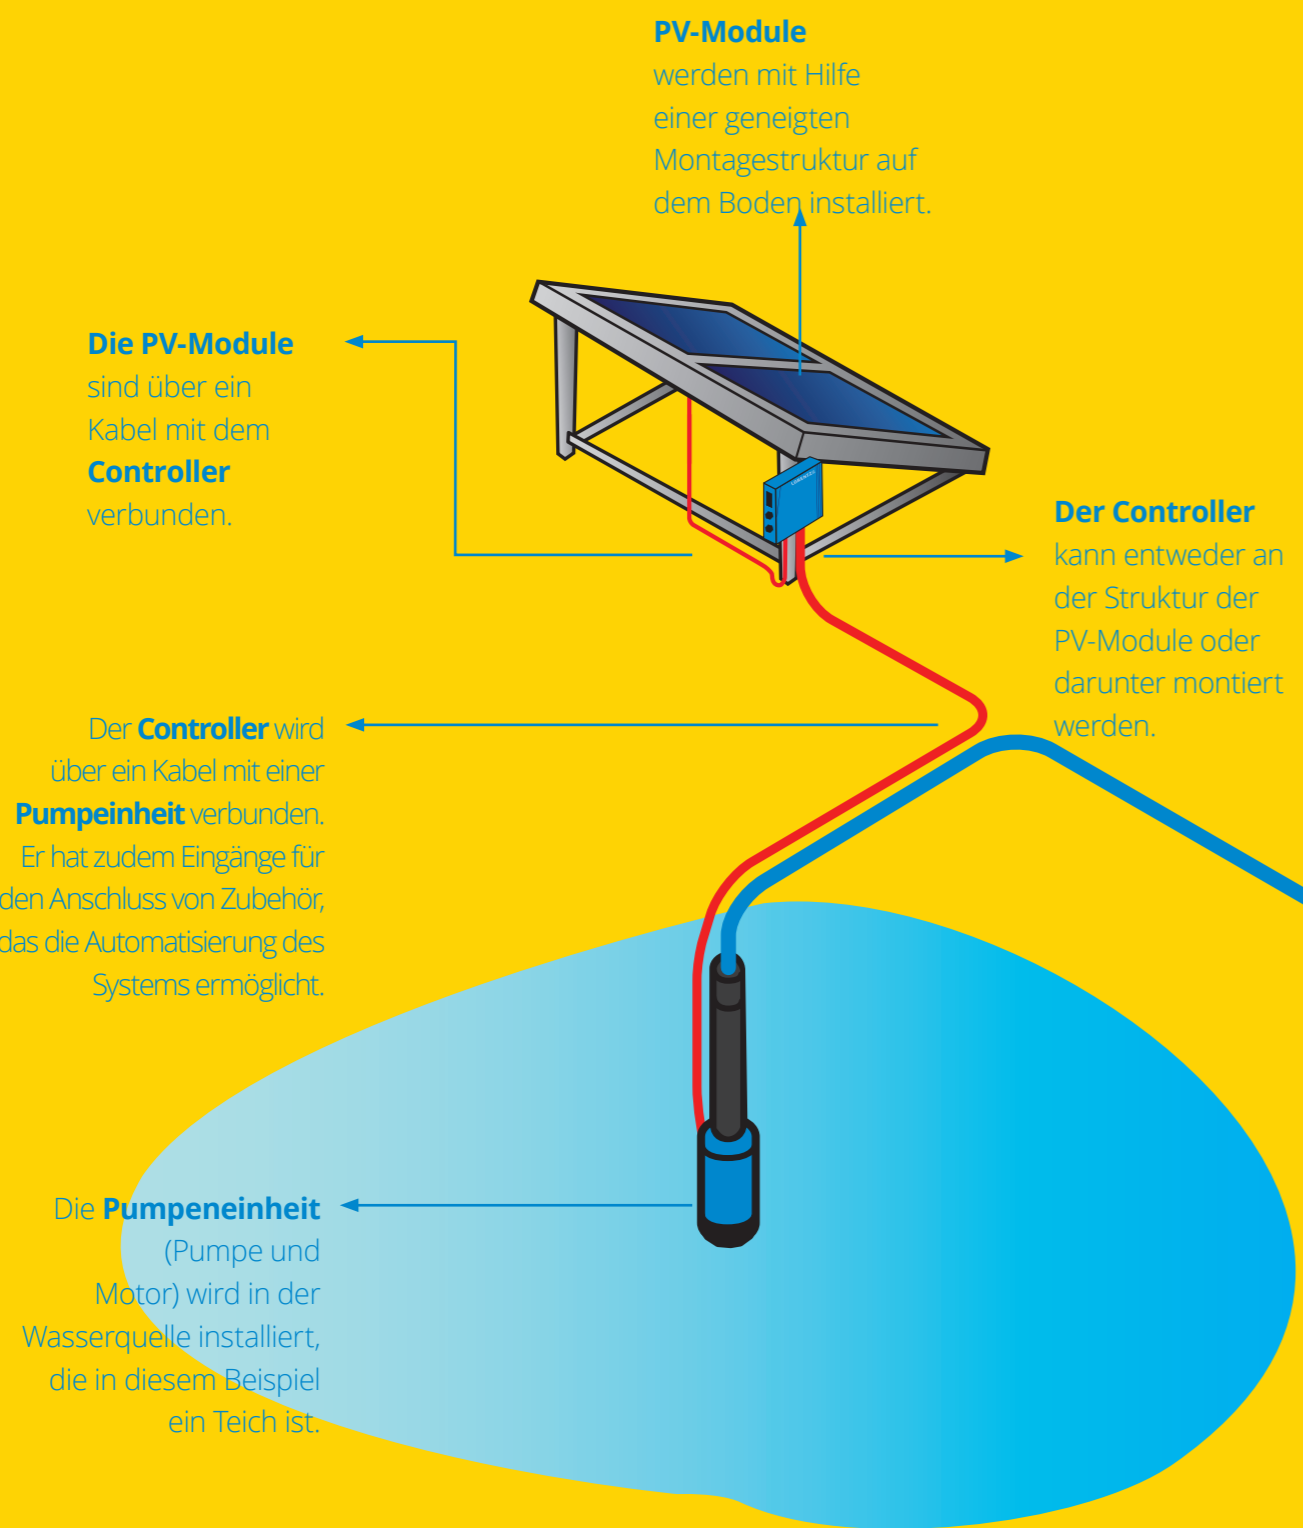 PV-Module
werden mit Hilfe
einer geneigten
Montagestruktur auf
dem Boden installiert.
Die PV-Module
sind über ein
Kabel mit dem
Controller
verbunden.
Der Controller
kann entweder an
der Struktur der
PV-Module oder
darunter montiert
werden.
Der Controller wird
über ein Kabel mit einer
Pumpeinheit verbunden.
Er hat zudem Eingänge für
den Anschluss von Zubehör,
das die Automatisierung des
Systems ermöglicht.
Die Pumpeneinheit
(Pumpe und
Motor) wird in der
Wasserquelle installiert,
die in diesem Beispiel
ein Teich ist.